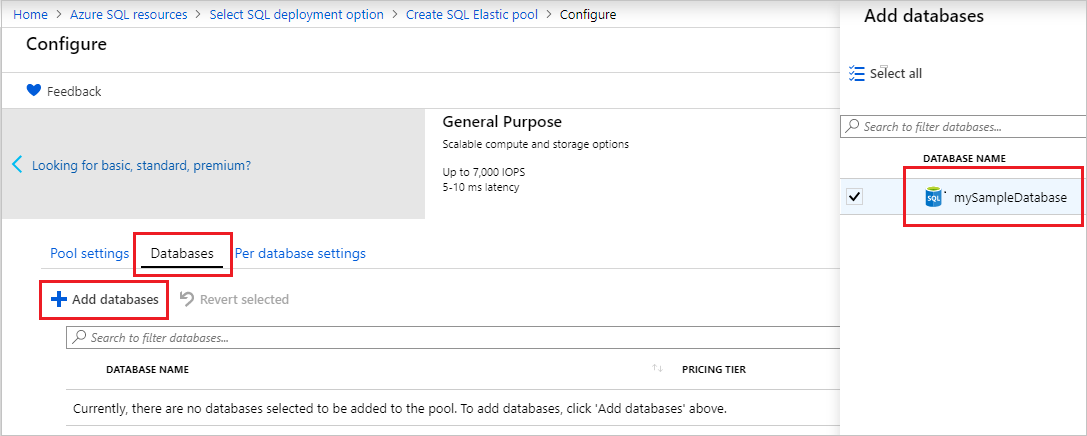 Home > Azure SQL resources > Select SQL deployment option > Create SQL Elastic pool > Configure
Configure
Feedback
Looking for basic, standard, premium?
General Purpose
Scalable compute and storage options
Up to 7,000 IOPS
5-10 ms latency
Pool settings Databases Per database settings
Add databases Revert selected
Search to filter databases...
DATABASE NAME PRICING TIER
Currently, there are no databases selected to be added to the pool. To add databases, click 'Add databases' above.
Add databases
Select all
Search to filter databases...
DATABASE NAME
SQL mySampleDatabase